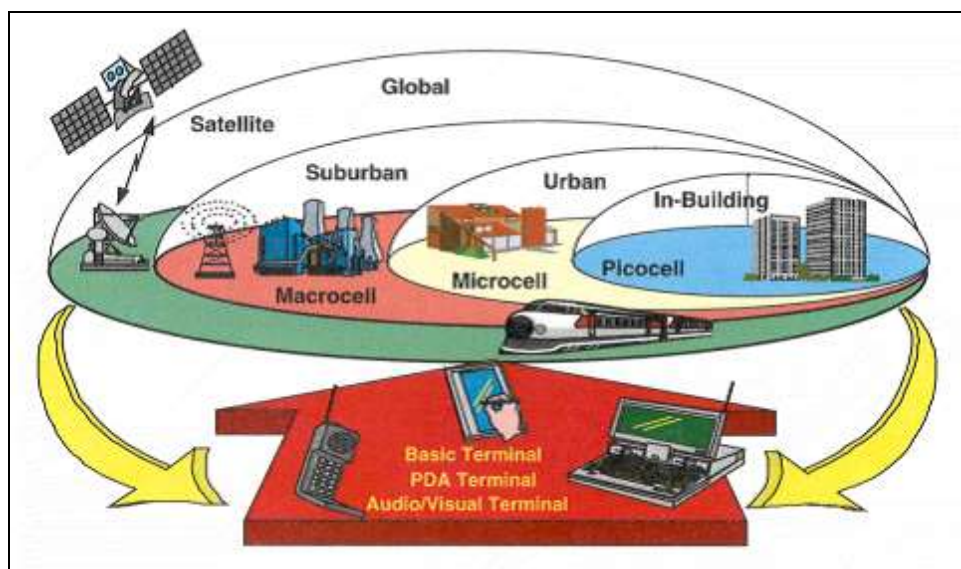 Global
Satellite
Suburban
Urban
In-Building
Picocell
Microcell
Macrocell
Basic Terminal
PDA Terminal
Audio/Visual Terminal